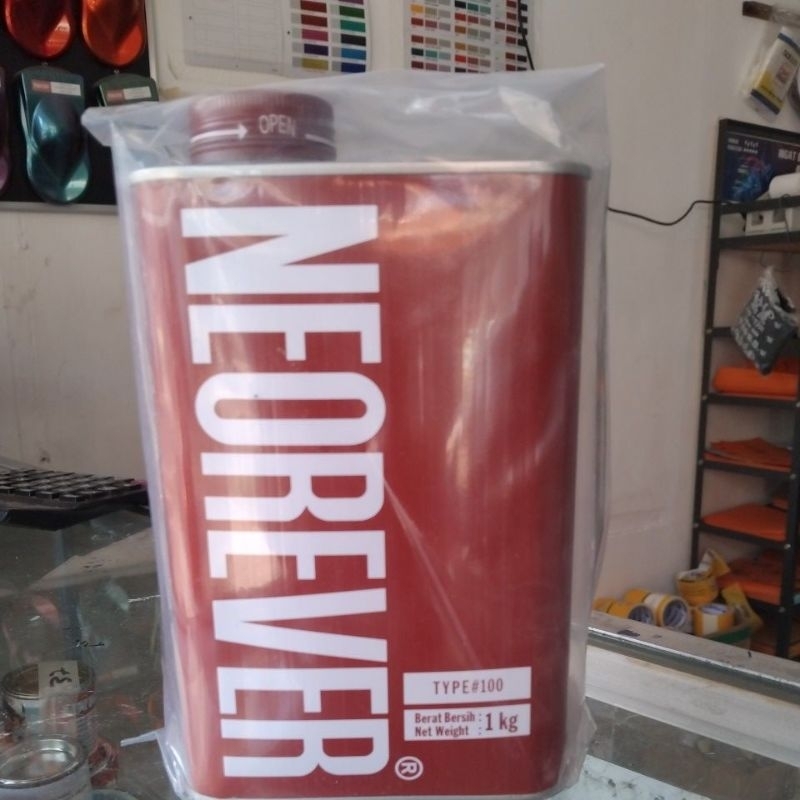 OPEN
NEOREVER®
TYPE#100
Berat Bersih : 1 kg
Net Weight :